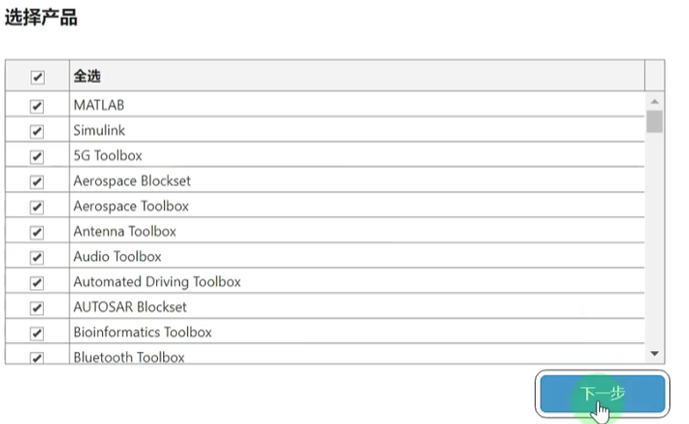 选择产品
全选
MATLAB
Simulink
5G Toolbox
Aerospace Blockset
Aerospace Toolbox
Antenna Toolbox
Audio Toolbox
Automated Driving Toolbox
AUTOSAR Blockset
Bioinformatics Toolbox
Bluetooth Toolbox
下一步